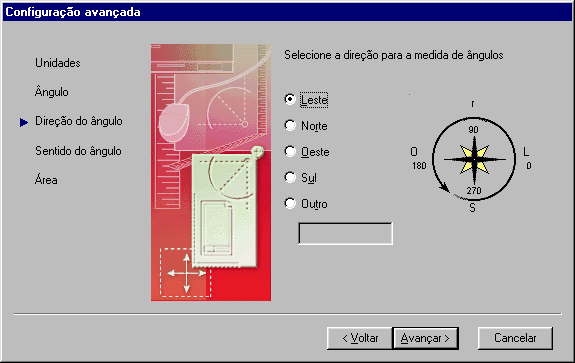 Configuração avançada
Selecione a direção para a medida de ângulos
Unidades
Ângulo
Direção do ângulo
Sentido do ângulo
Área
Leste
Norte
Oeste
Sul
Outro
r
90
O L
180 0
270
S
< Voltar Avançar > Cancelar